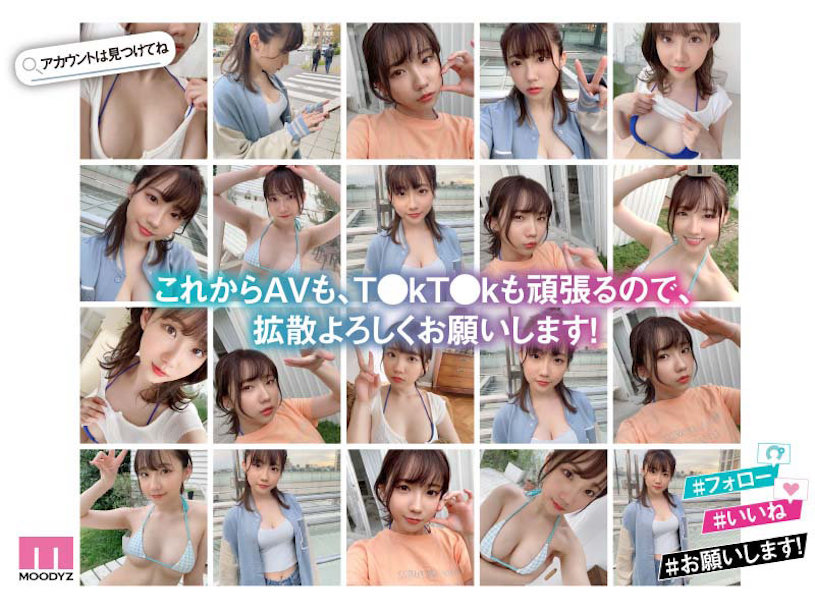 アカウントは見つけてね
これからAVも、T●kT●kも頑張るので、
拡散よろしくお願いします!
#フォロー
#いいね
#お願いします!
MOODYZ